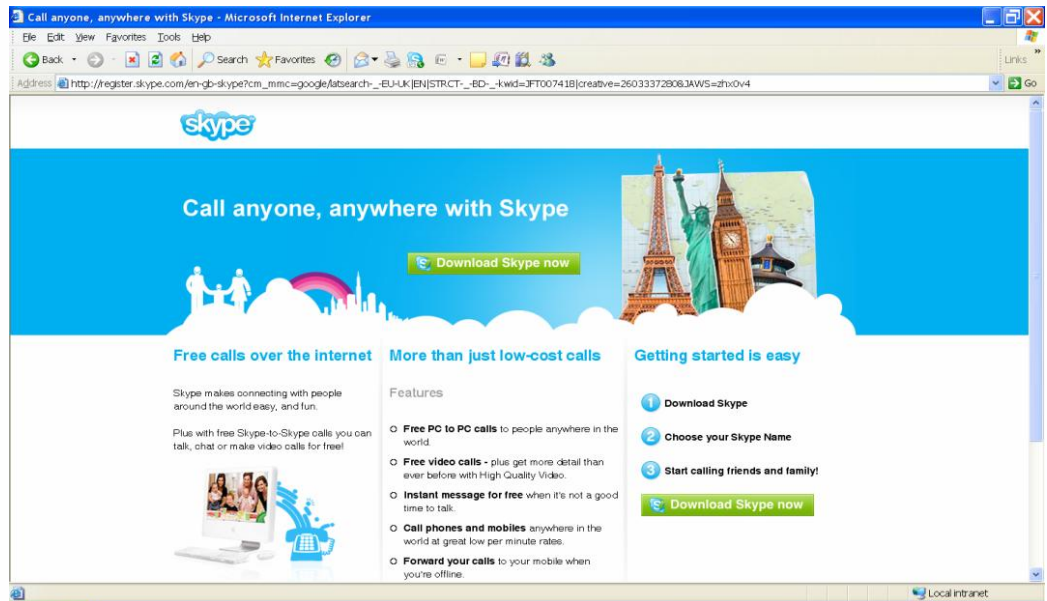 Call anyone, anywhere with Skype - Microsoft Internet Explorer
File Edit View Favorites Tools Help
Back Search Favorites Links
Address http://register.skype.com/en-gb-skype?cm_mmc=google/latsearch-_-EU-UK|EN|STRCT-_-BD-_-kwid=JFT007418|creative=2603337280&JAWS=zhx0v4 Go
skype
Call anyone, anywhere with Skype
Download Skype now
Free calls over the internet
Skype makes connecting with people
around the world easy, and fun.
Plus with free Skype-to-Skype calls you can
talk, chat or make video calls for free!
More than just low-cost calls
Features
Free PC to PC calls to people anywhere in the
world.
Free video calls - plus get more detail than
ever before with High Quality Video.
Instant message for free when it's not a good
time to talk.
Call phones and mobiles anywhere in the
world at great low per minute rates.
Forward your calls to your mobile when
you're offline.
Getting started is easy
1 Download Skype
2 Choose your Skype Name
3 Start calling friends and family!
Download Skype now
Local intranet